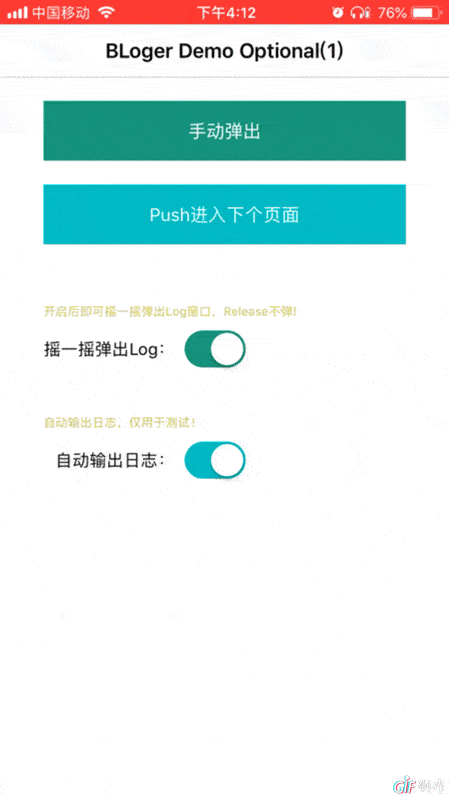 中国移动 下午4:12 76%
BLoger Demo Optional(1)
手动弹出
Push进入下个页面
开启后即可摇一摇弹出Log窗口，Release不弹!
摇一摇弹出Log：
自动输出日志，仅用于测试!
自动输出日志：
GIF